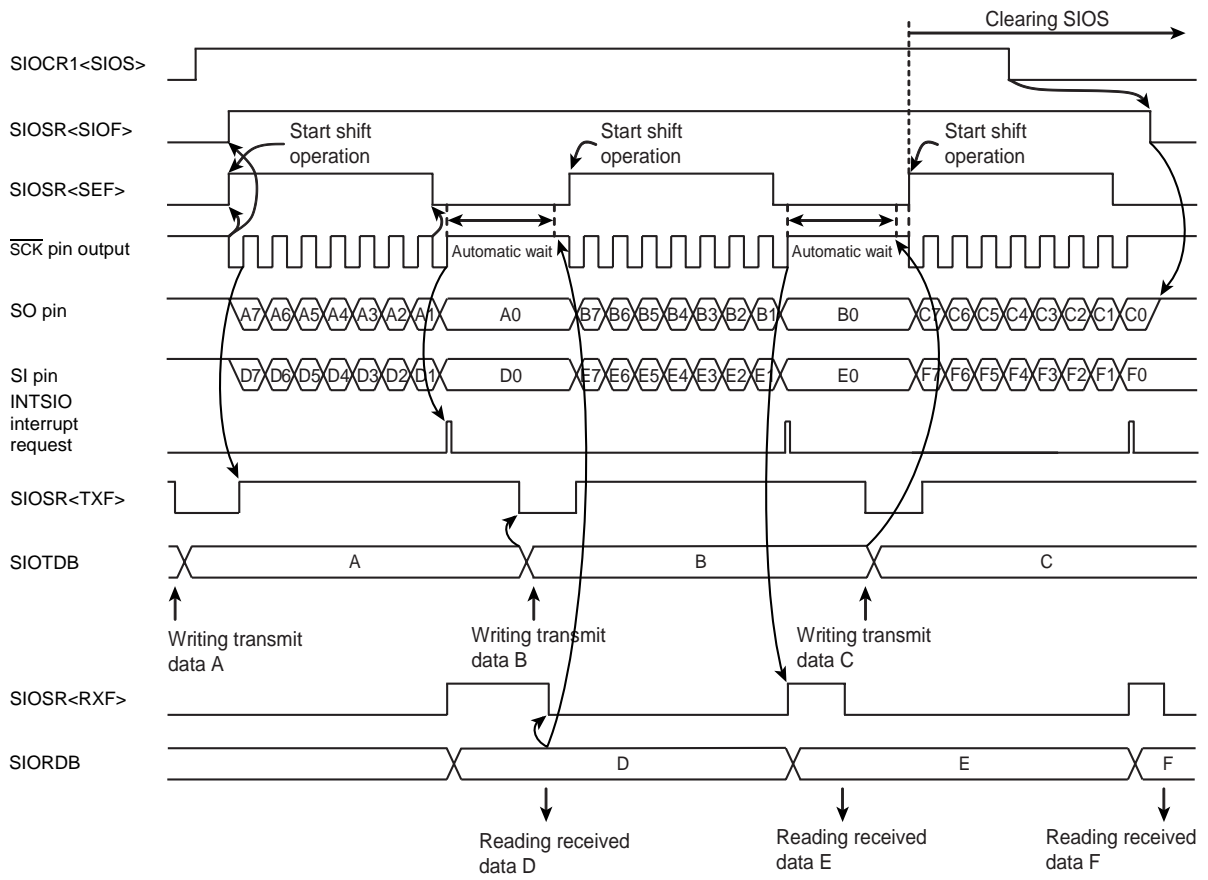 Clearing SIOS
SIOCR1<SIOS>
SIOSR<SIOF>
Start shift
operation
Start shift
operation
Start shift
operation
SIOSR<SEF>
SCK pin output
Automatic wait
Automatic wait
SO pin
A7 A6 A5 A4 A3 A2 A1 A0 B7 B6 B5 B4 B3 B2 B1 B0 C7 C6 C5 C4 C3 C2 C1 C0
SI pin
D7 D6 D5 D4 D3 D2 D1 D0 E7 E6 E5 E4 E3 E2 E1 E0 F7 F6 F5 F4 F3 F2 F1 F0
INTSIO
interrupt
request
SIOSR<TXF>
SIOTDB
A B C
Writing transmit
data A
Writing transmit
data B
Writing transmit
data C
SIOSR<RXF>
SIORDB
D E F
Reading received
data D
Reading received
data E
Reading received
data F